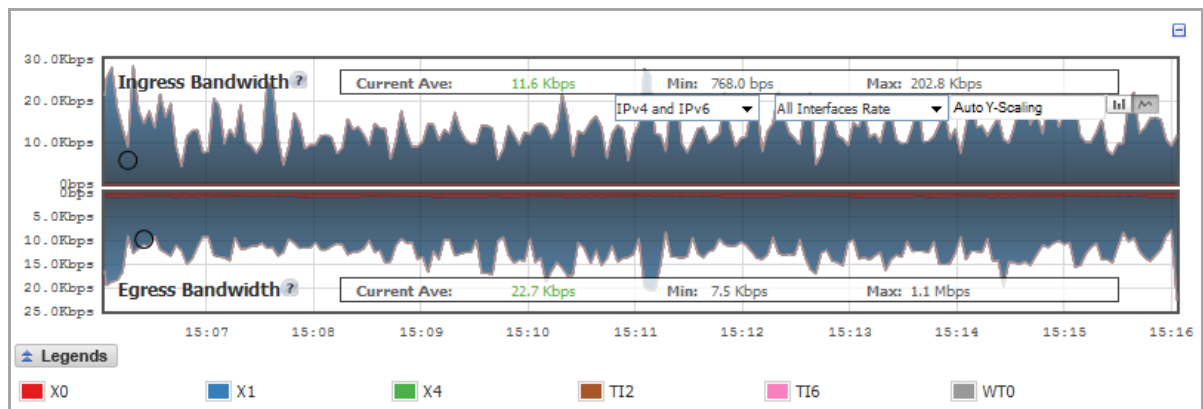 30.0Kbps
Ingress Bandwidth ? Current Ave: 11.6 Kbps Min: 768.0 bps Max: 202.8 Kbps
20.0Kbps IPv4 and IPv6 All Interfaces Rate Auto Y-Scaling
10.0Kbps
0bps
0bps
5.0Kbps
10.0Kbps
15.0Kbps
20.0Kbps
Egress Bandwidth ? Current Ave: 22.7 Kbps Min: 7.5 Kbps Max: 1.1 Mbps
25.0Kbps
15:07 15:08 15:09 15:10 15:11 15:12 15:13 15:14 15:15 15:16
Legends
X0 X1 X4 TI2 TI6 WT0